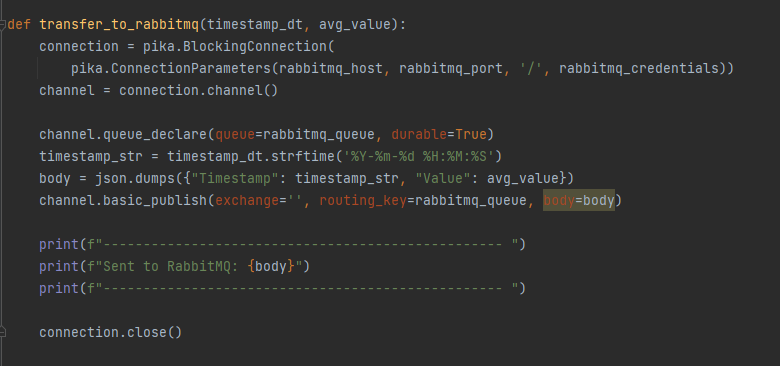 def transfer_to_rabbitmq(timestamp_dt, avg_value):
    connection = pika.BlockingConnection(
        pika.ConnectionParameters(rabbitmq_host, rabbitmq_port, '/', rabbitmq_credentials))
    channel = connection.channel()

    channel.queue_declare(queue=rabbitmq_queue, durable=True)
    timestamp_str = timestamp_dt.strftime('%Y-%m-%d %H:%M:%S')
    body = json.dumps({"Timestamp": timestamp_str, "Value": avg_value})
    channel.basic_publish(exchange='', routing_key=rabbitmq_queue, body=body)

    print(f"-------------------------------------------------- ")
    print(f"Sent to RabbitMQ: {body}")
    print(f"-------------------------------------------------- ")

    connection.close()